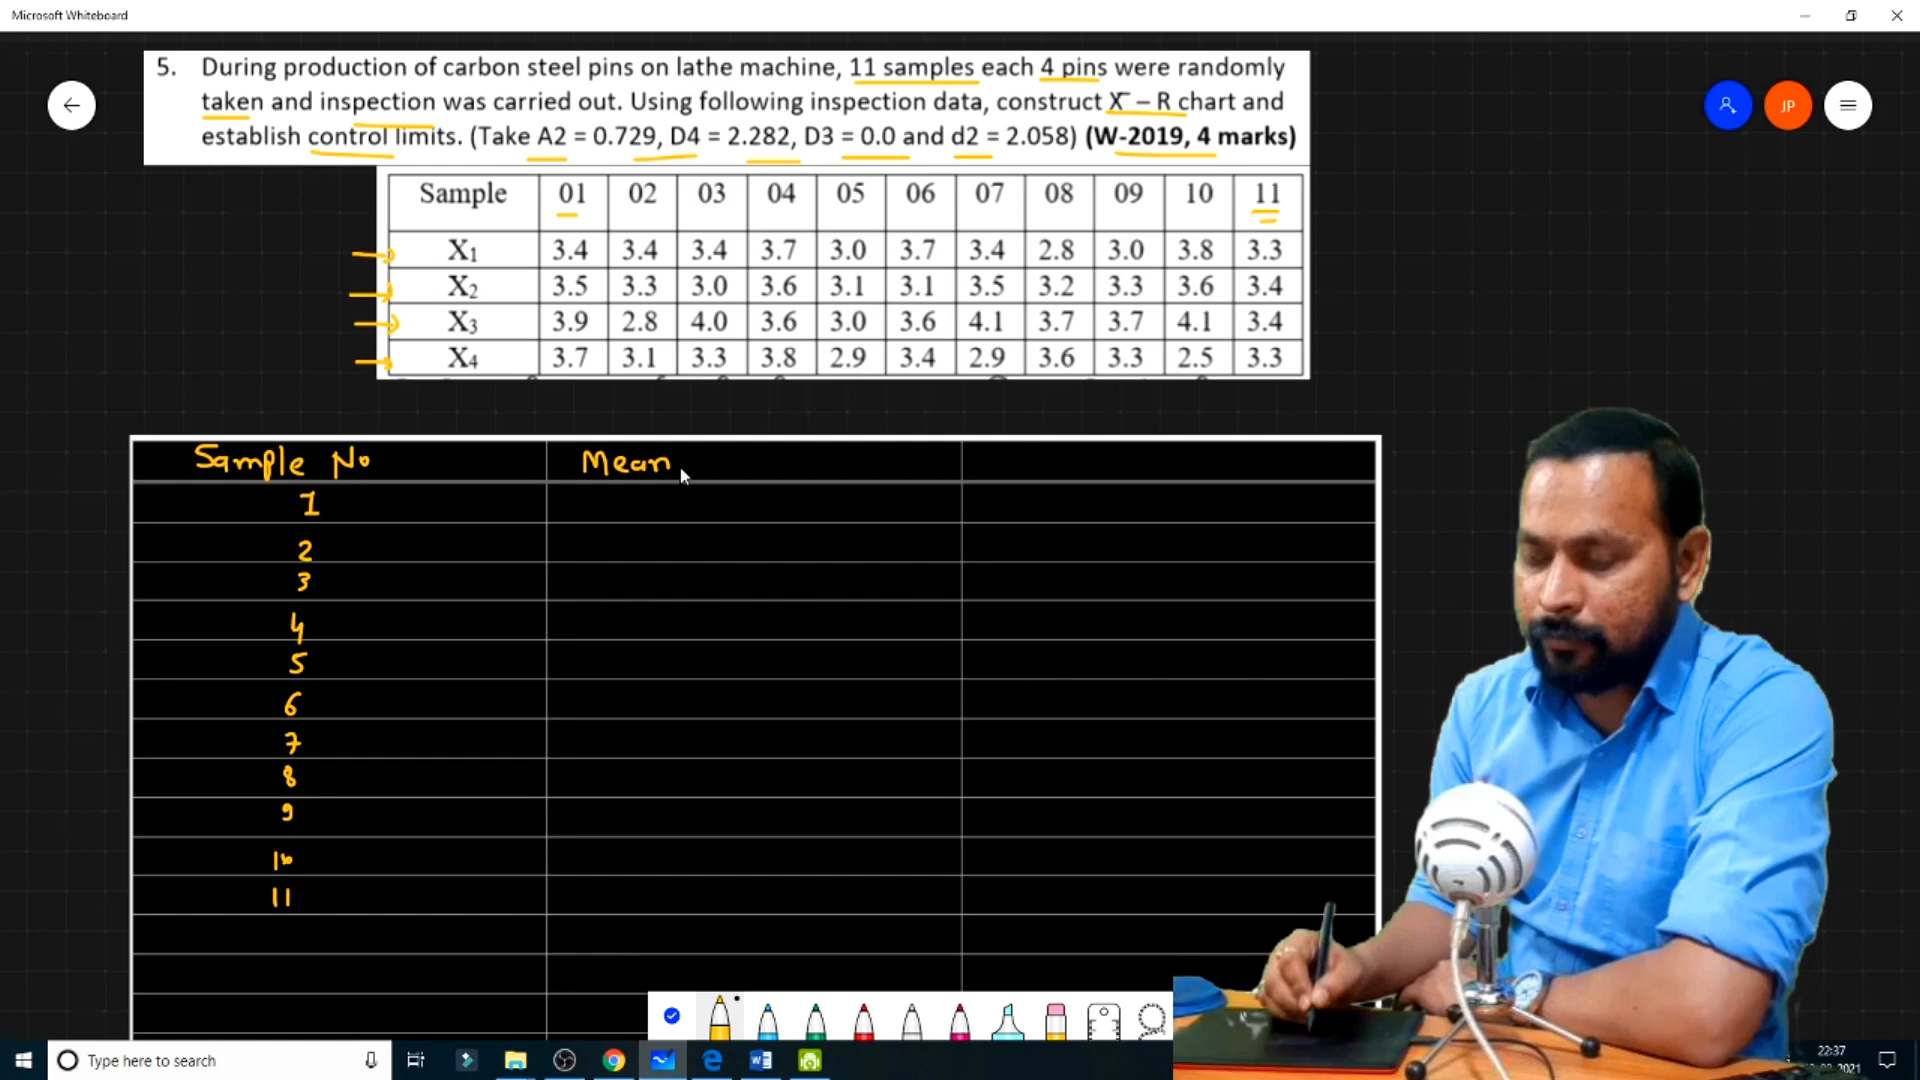 Microsoft Whiteboard
5. During production of carbon steel pins on lathe machine, 11 samples each 4 pins were randomly
taken and inspection was carried out. Using following inspection data, construct X‾ – R chart and
establish control limits. (Take A2 = 0.729, D4 = 2.282, D3 = 0.0 and d2 = 2.058) (W-2019, 4 marks)
JP
Sample 01 02 03 04 05 06 07 08 09 10 11
X1 3.4 3.4 3.4 3.7 3.0 3.7 3.4 2.8 3.0 3.8 3.3
X2 3.5 3.3 3.0 3.6 3.1 3.1 3.5 3.2 3.3 3.6 3.4
X3 3.9 2.8 4.0 3.6 3.0 3.6 4.1 3.7 3.7 4.1 3.4
X4 3.7 3.1 3.3 3.8 2.9 3.4 2.9 3.6 3.3 2.5 3.3
Sample No Mean
1
2
3
4
5
6
7
8
9
10
11
Type here to search
22:37